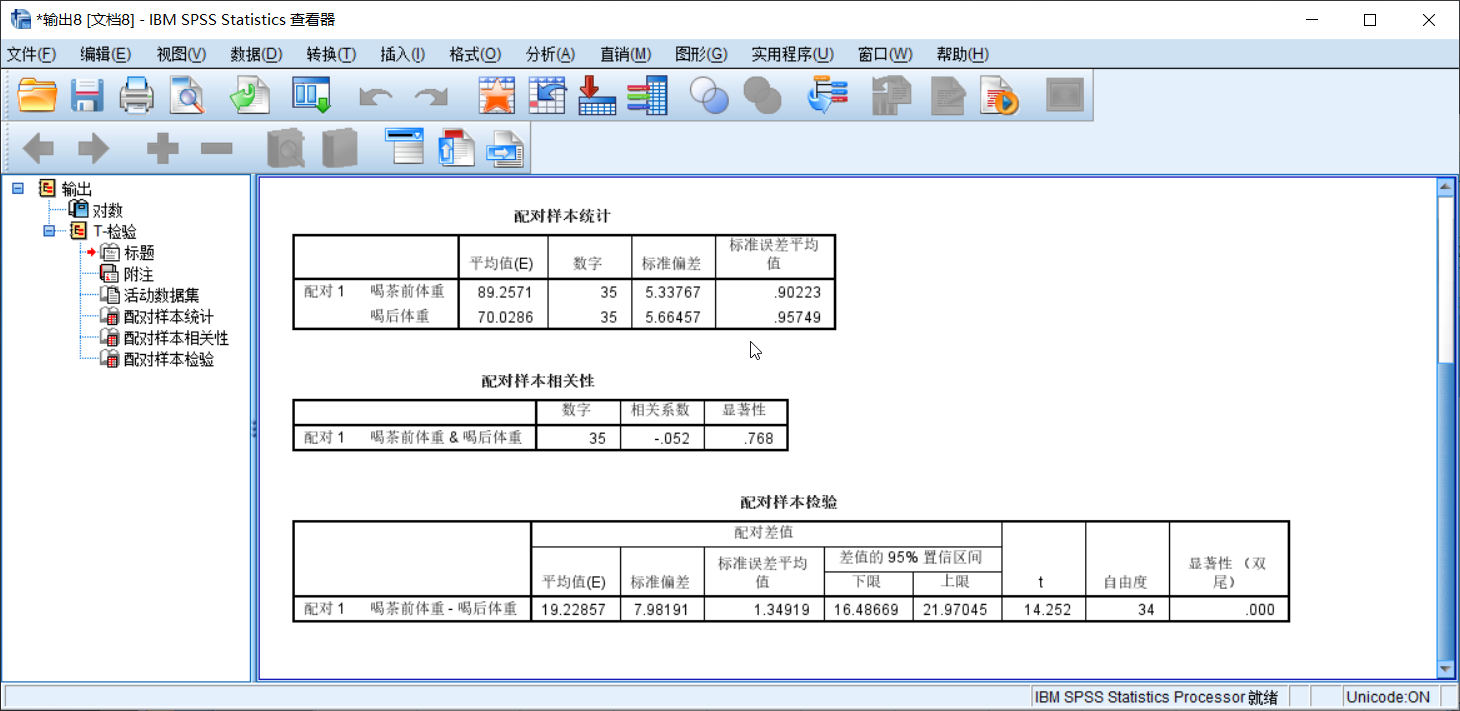 *输出8 [文档8] - IBM SPSS Statistics 查看器
文件(F) 编辑(E) 视图(V) 数据(D) 转换(T) 插入(I) 格式(O) 分析(A) 直销(M) 图形(G) 实用程序(U) 窗口(W) 帮助(H)
输出
对数
T-检验
标题
附注
活动数据集
配对样本统计
配对样本相关性
配对样本检验
配对样本统计
平均值(E) 数字 标准偏差 标准误差平均值
配对 1 喝茶前体重 89.2571 35 5.33767 .90223
喝后体重 70.0286 35 5.66457 .95749
配对样本相关性
数字 相关系数 显著性
配对 1 喝茶前体重 & 喝后体重 35 -.052 .768
配对样本检验
配对差值
差值的 95% 置信区间
平均值(E) 标准偏差 标准误差平均值 下限 上限 t 自由度 显著性 （双尾）
配对 1 喝茶前体重 - 喝后体重 19.22857 7.98191 1.34919 16.48669 21.97045 14.252 34 .000
IBM SPSS Statistics Processor 就绪 Unicode:ON